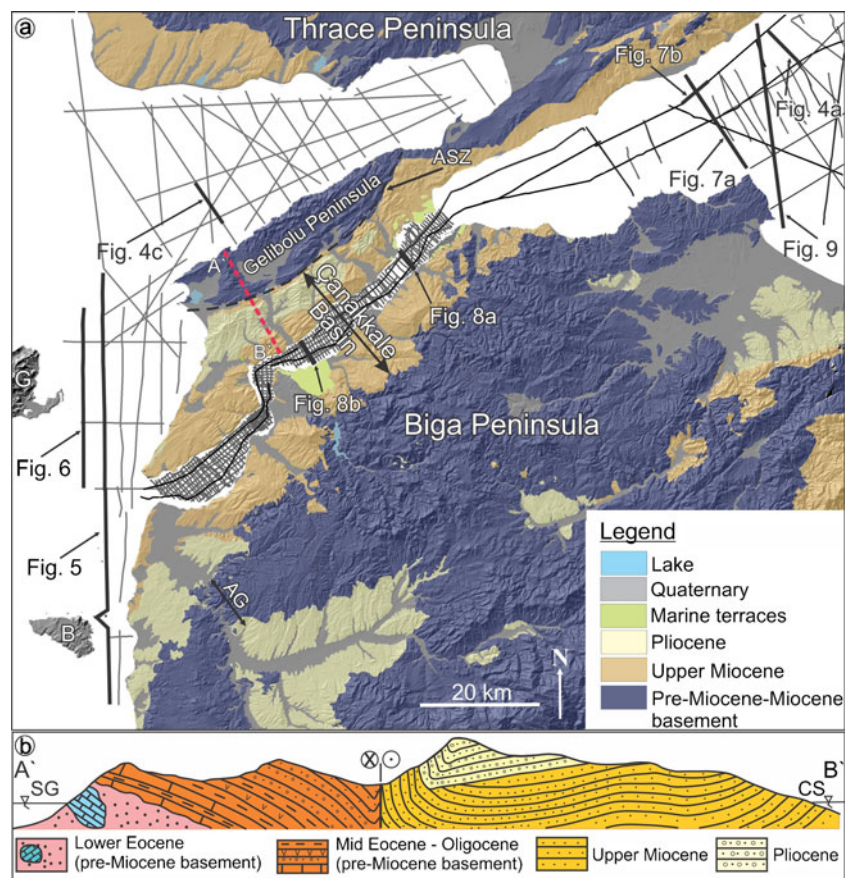 a
Thrace Peninsula
Fig. 7b
Fig. 4a
ASZ
Fig. 7a
Gelibolu Peninsula
Fig. 4c
A`
Fig. 9
Çanakkale
Basin
Fig. 8a
B`
G
Fig. 8b
Biga Peninsula
Fig. 6
Fig. 5
AG
B
20 km
N
Legend
Lake
Quaternary
Marine terraces
Pliocene
Upper Miocene
Pre-Miocene-Miocene
basement
b
A`
B`
SG
CS
Lower Eocene
(pre-Miocene basement)
Mid Eocene - Oligocene
(pre-Miocene basement)
Upper Miocene
Pliocene